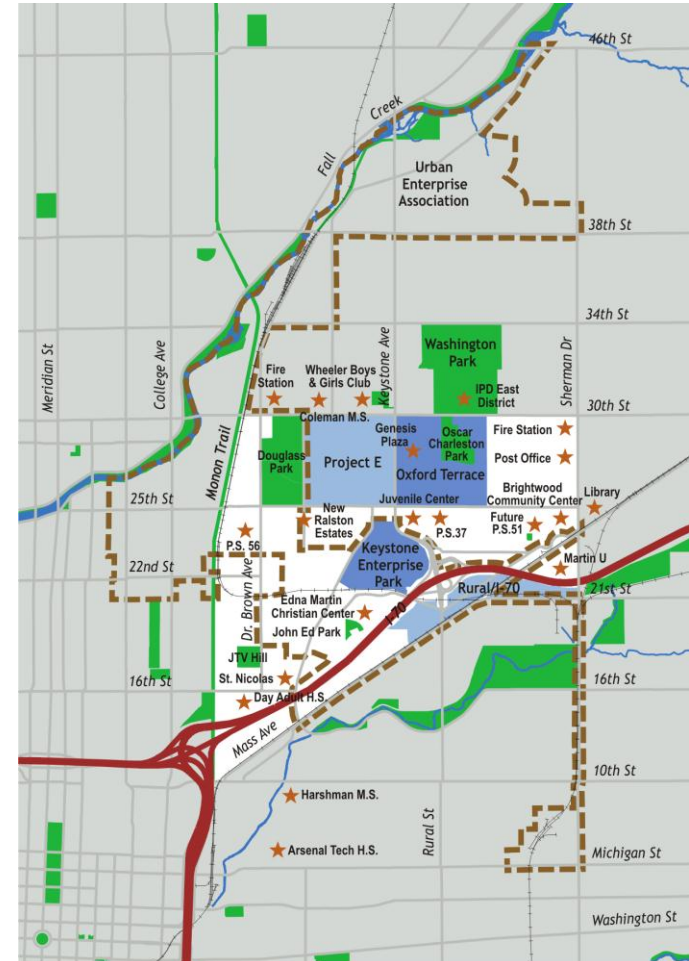 46th St
Creek
Fall
Urban
Enterprise
Association
38th St
34th St
Meridian St
College Ave
Keystone Ave
Washington
Park
Sherman Dr
Fire
Station
Wheeler Boys
& Girls Club
IPD East
District
30th St
Coleman M.S.
Monon Trail
Douglass
Park
Project E
Genesis
Plaza
Oscar
Charleston
Park
Oxford Terrace
Fire Station
Post Office
25th St
New
Ralston
Estates
Juvenile Center
P.S.37
Brightwood
Community Center
Library
Future
P.S.51
P.S. 56
Keystone
Enterprise
Park
Martin U
22nd St
Dr. Brown Ave
Rural/I-70
21st St
Edna Martin
Christian Center
John Ed Park
I-70
JTV Hill
St. Nicolas
16th St
16th St
Day Adult H.S.
Mass Ave
10th St
Harshman M.S.
Rural St
Arsenal Tech H.S.
Michigan St
Washington St